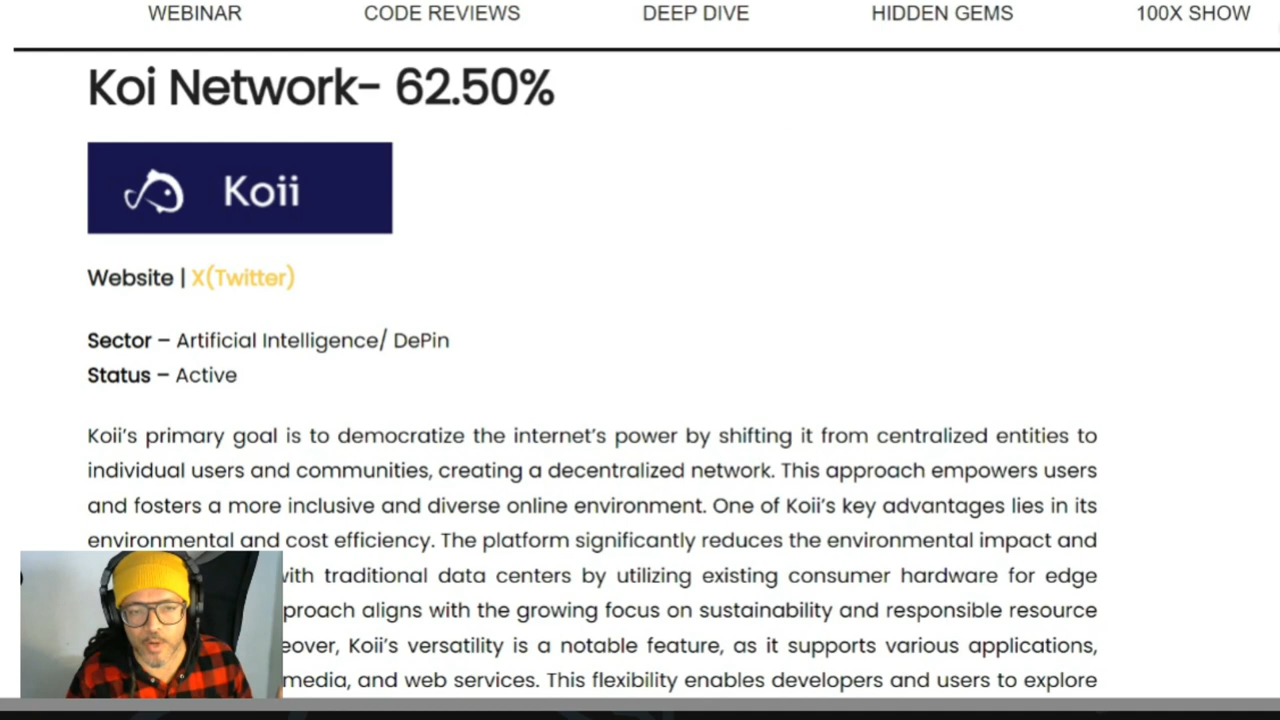 WEBINAR CODE REVIEWS DEEP DIVE HIDDEN GEMS 100X SHOW
Koi Network- 62.50%
Koii
Website | X(Twitter)
Sector – Artificial Intelligence/ DePin
Status – Active
Koii's primary goal is to democratize the internet's power by shifting it from centralized entities to
individual users and communities, creating a decentralized network. This approach empowers users
and fosters a more inclusive and diverse online environment. One of Koii's key advantages lies in its
environmental and cost efficiency. The platform significantly reduces the environmental impact and
with traditional data centers by utilizing existing consumer hardware for edge
proach aligns with the growing focus on sustainability and responsible resource
eover, Koii's versatility is a notable feature, as it supports various applications,
media, and web services. This flexibility enables developers and users to explore